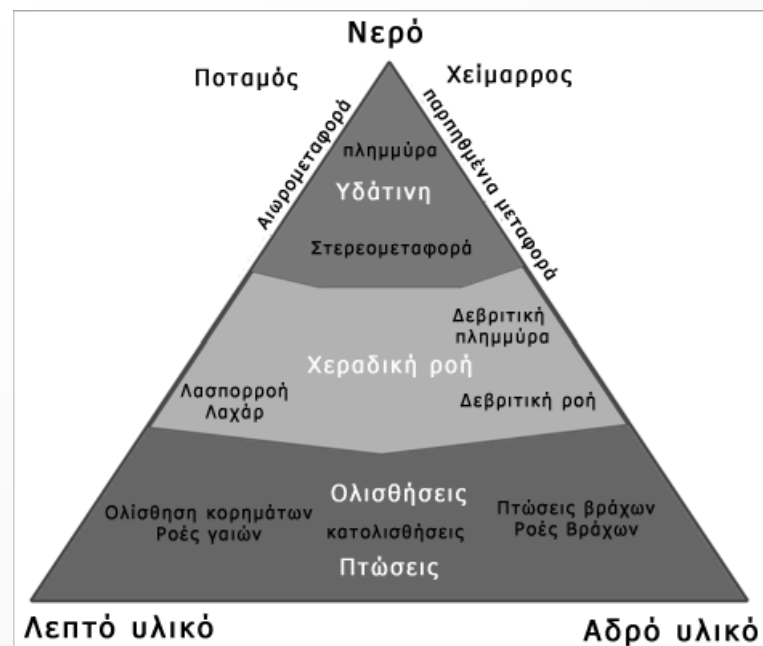 Νερό
Ποταμός
Χείμαρρος
Αιωρομεταφορά
παρπηθμένια μεταφορά
πλημμύρα
Υδάτινη
Στερεομεταφορά
Δεβριτική
πλημμύρα
Χεραδική ροή
Λασπορροή
Λαχάρ
Δεβριτική ροή
Ολισθήσεις
Ολίσθηση κορημάτων
Ροές γαιών
κατολισθήσεις
Πτώσεις βράχων
Ροές Βράχων
Πτώσεις
Λεπτό υλικό
Αδρό υλικό